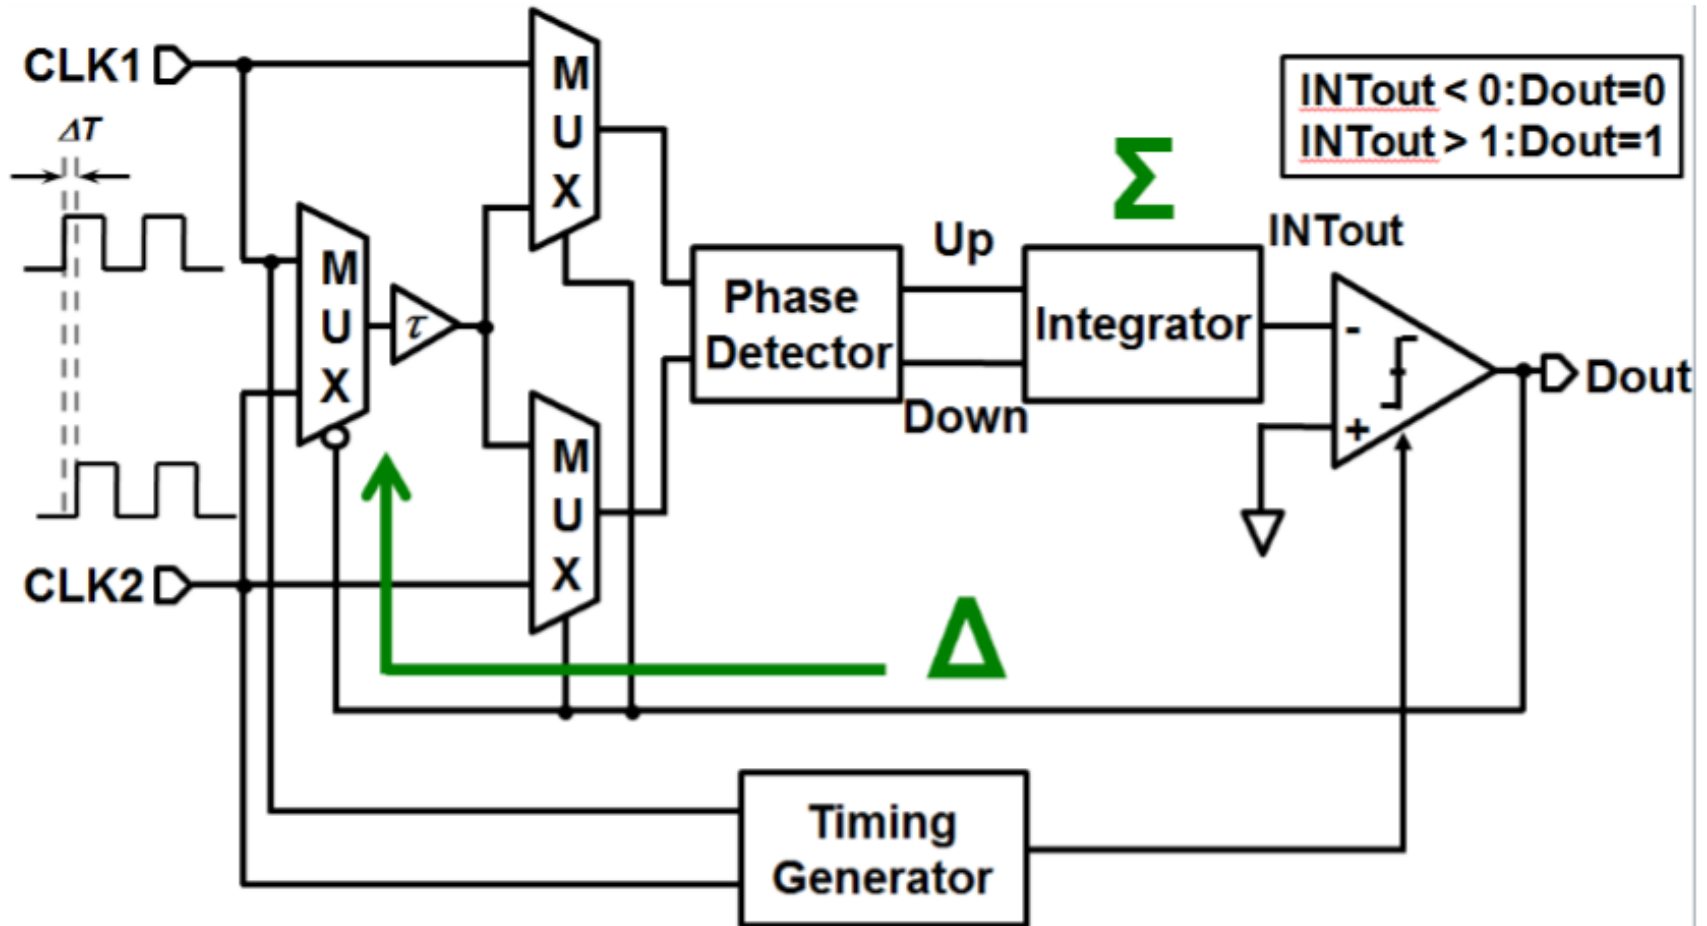 CLK1
ΔT
M
U
X
INTout < 0:Dout=0
INTout > 1:Dout=1
Σ
M
U
X
τ
Phase
Detector
Up
Down
Integrator
INTout
-
+
Dout
M
U
X
CLK2
Δ
Timing
Generator